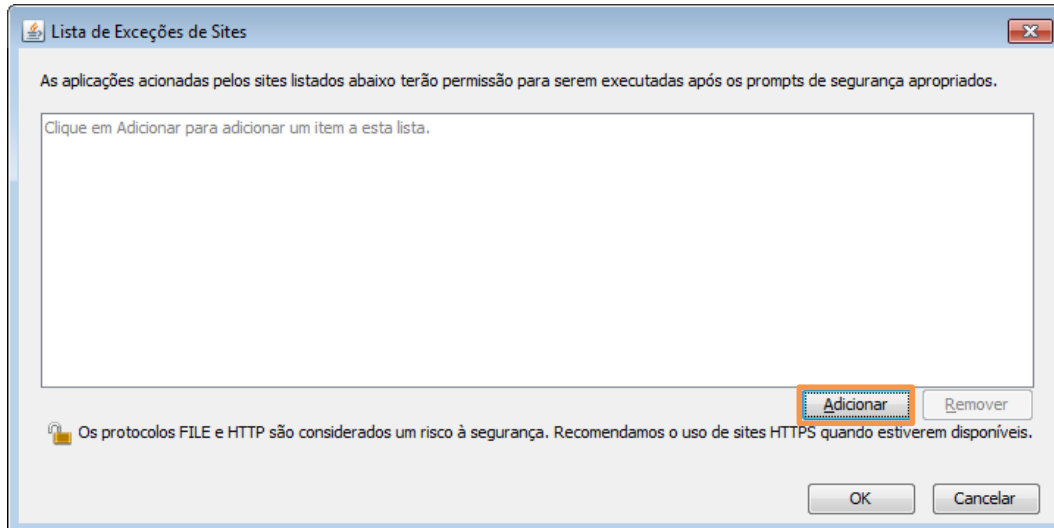 Lista de Exceções de Sites
As aplicações acionadas pelos sites listados abaixo terão permissão para serem executadas após os prompts de segurança apropriados.
Clique em Adicionar para adicionar um item a esta lista.
Adicionar Remover
Os protocolos FILE e HTTP são considerados um risco à segurança. Recomendamos o uso de sites HTTPS quando estiverem disponíveis.
OK Cancelar